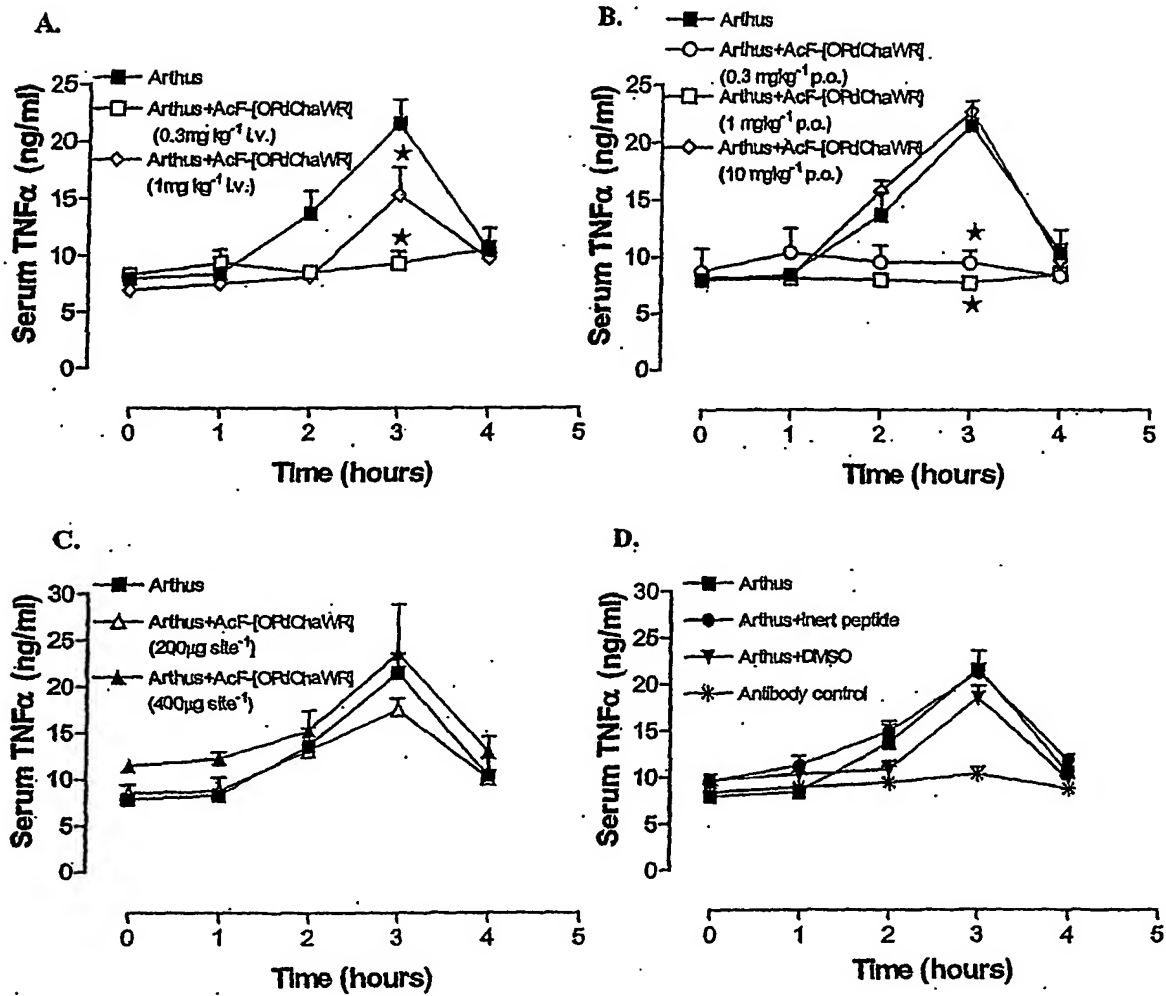 A.
Serum TNFα (ng/ml)
25
20
15
10
5
0
Arthus
Arthus+AcF-[OPdChaWR]
(0.3mg kg⁻¹ i.v.)
Arthus+AcF-[OPdChaWR]
(1mg kg⁻¹ i.v.)
0 1 2 3 4 5
Time (hours)
B.
Serum TNFα (ng/ml)
25
20
15
10
5
0
Arthus
Arthus+AcF-[OPdChaWR]
(0.3 mgkg⁻¹ p.o.)
Arthus+AcF-[OPdChaWR]
(1 mgkg⁻¹ p.o.)
Arthus+AcF-[OPdChaWR]
(10 mgkg⁻¹ p.o.)
0 1 2 3 4 5
Time (hours)
C.
Serum TNFα (ng/ml)
30
25
20
15
10
5
0
Arthus
Arthus+AcF-[OPdChaWR]
(200µg site⁻¹)
Arthus+AcF-[OPdChaWR]
(400µg site⁻¹)
0 1 2 3 4 5
Time (hours)
D.
Serum TNFα (ng/ml)
30
25
20
15
10
5
0
Arthus
Arthus+Inert peptide
Arthus+DMSO
Antibody control
0 1 2 3 4 5
Time (hours)